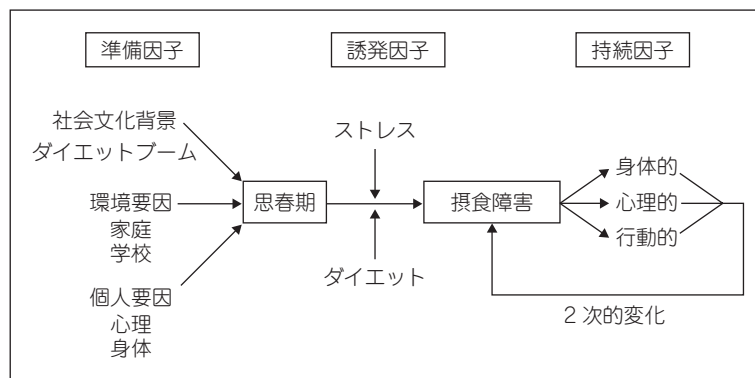 準備因子
誘発因子
持続因子
社会文化背景
ダイエットブーム
環境要因
家庭
学校
個人要因
心理
身体
思春期
ストレス
ダイエット
摂食障害
身体的
心理的
行動的
2次的変化